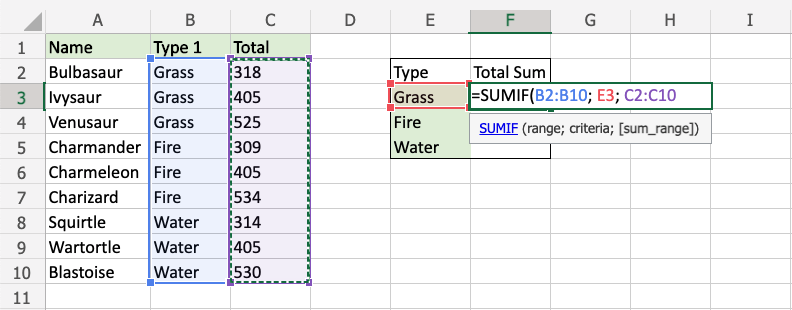 A B C D E F G H I
1 Name Type 1 Total
2 Bulbasaur Grass 318 Type Total Sum
3 Ivysaur Grass 405 Grass =SUMIF(B2:B10; E3; C2:C10
4 Venusaur Grass 525 Fire SUMIF (range; criteria; [sum_range])
5 Charmander Fire 309 Water
6 Charmeleon Fire 405
7 Charizard Fire 534
8 Squirtle Water 314
9 Wartortle Water 405
10 Blastoise Water 530
11